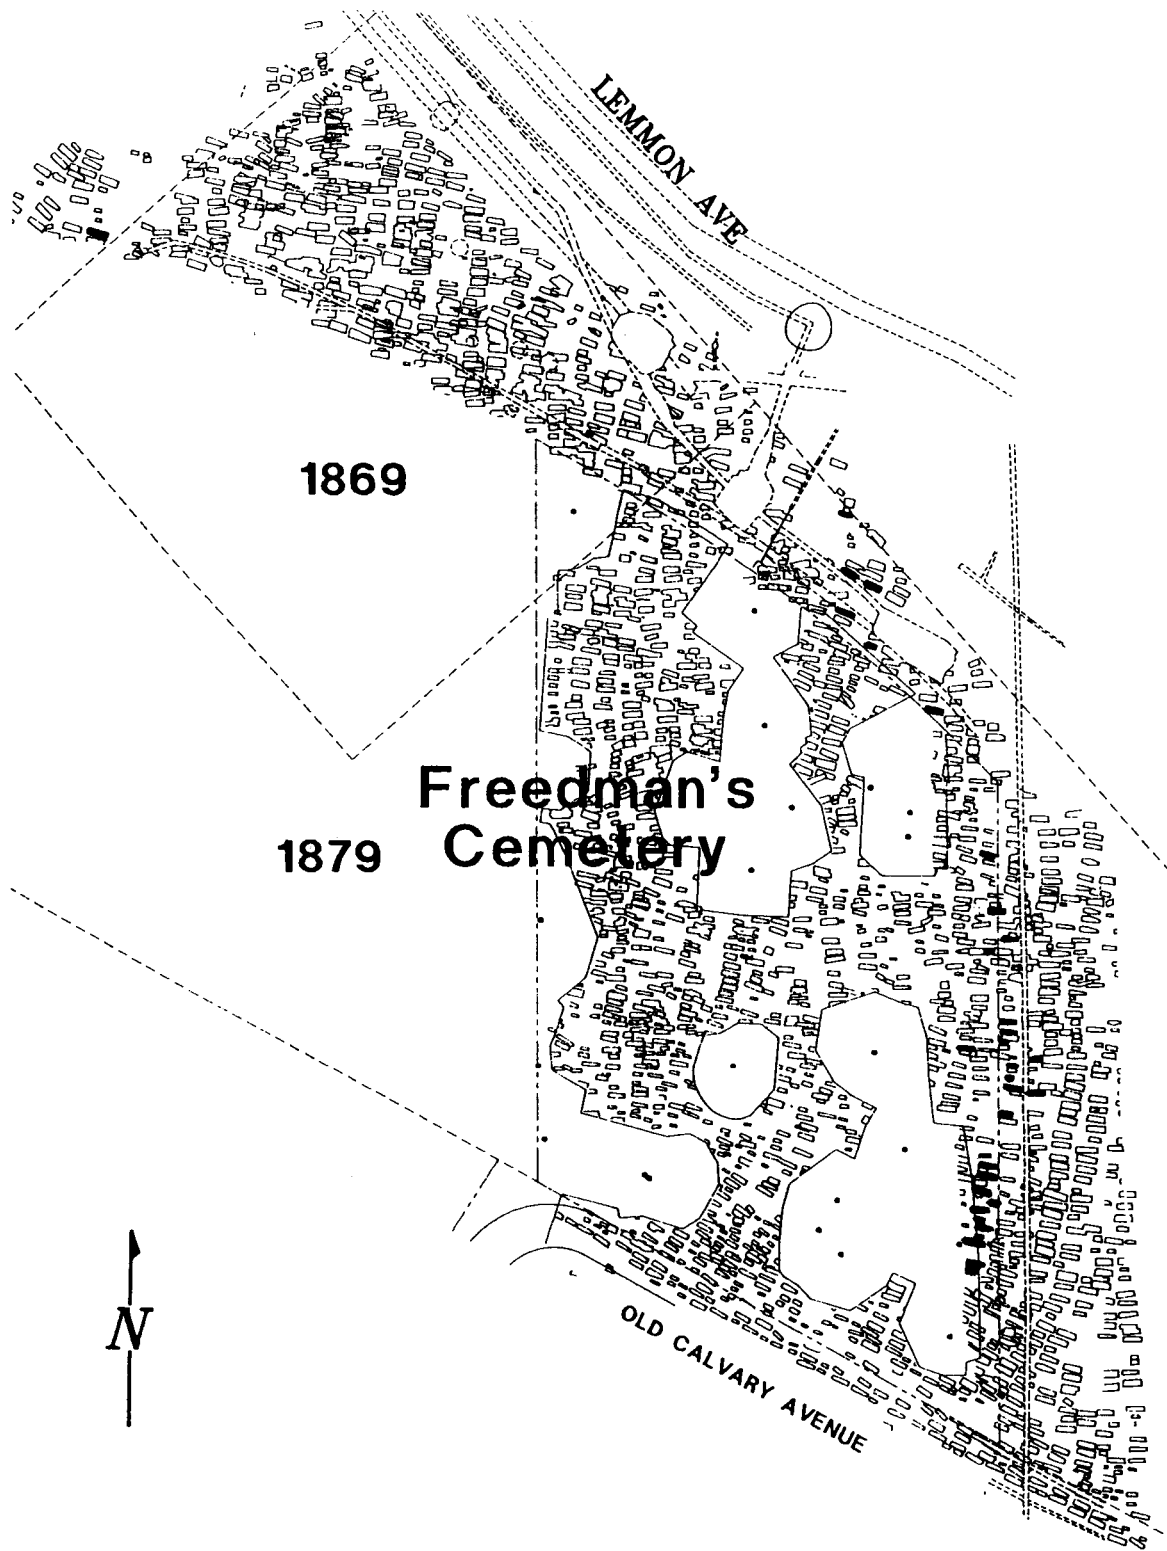 LEMMON AVE
1869
Freedman's
Cemetery
1879
N
OLD CALVARY AVENUE